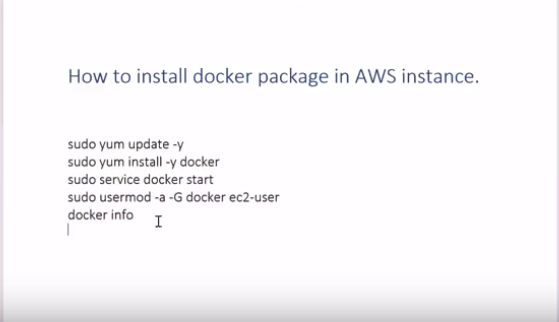 How to install docker package in AWS instance.
sudo yum update -y
sudo yum install -y docker
sudo service docker start
sudo usermod -a -G docker ec2-user
docker info